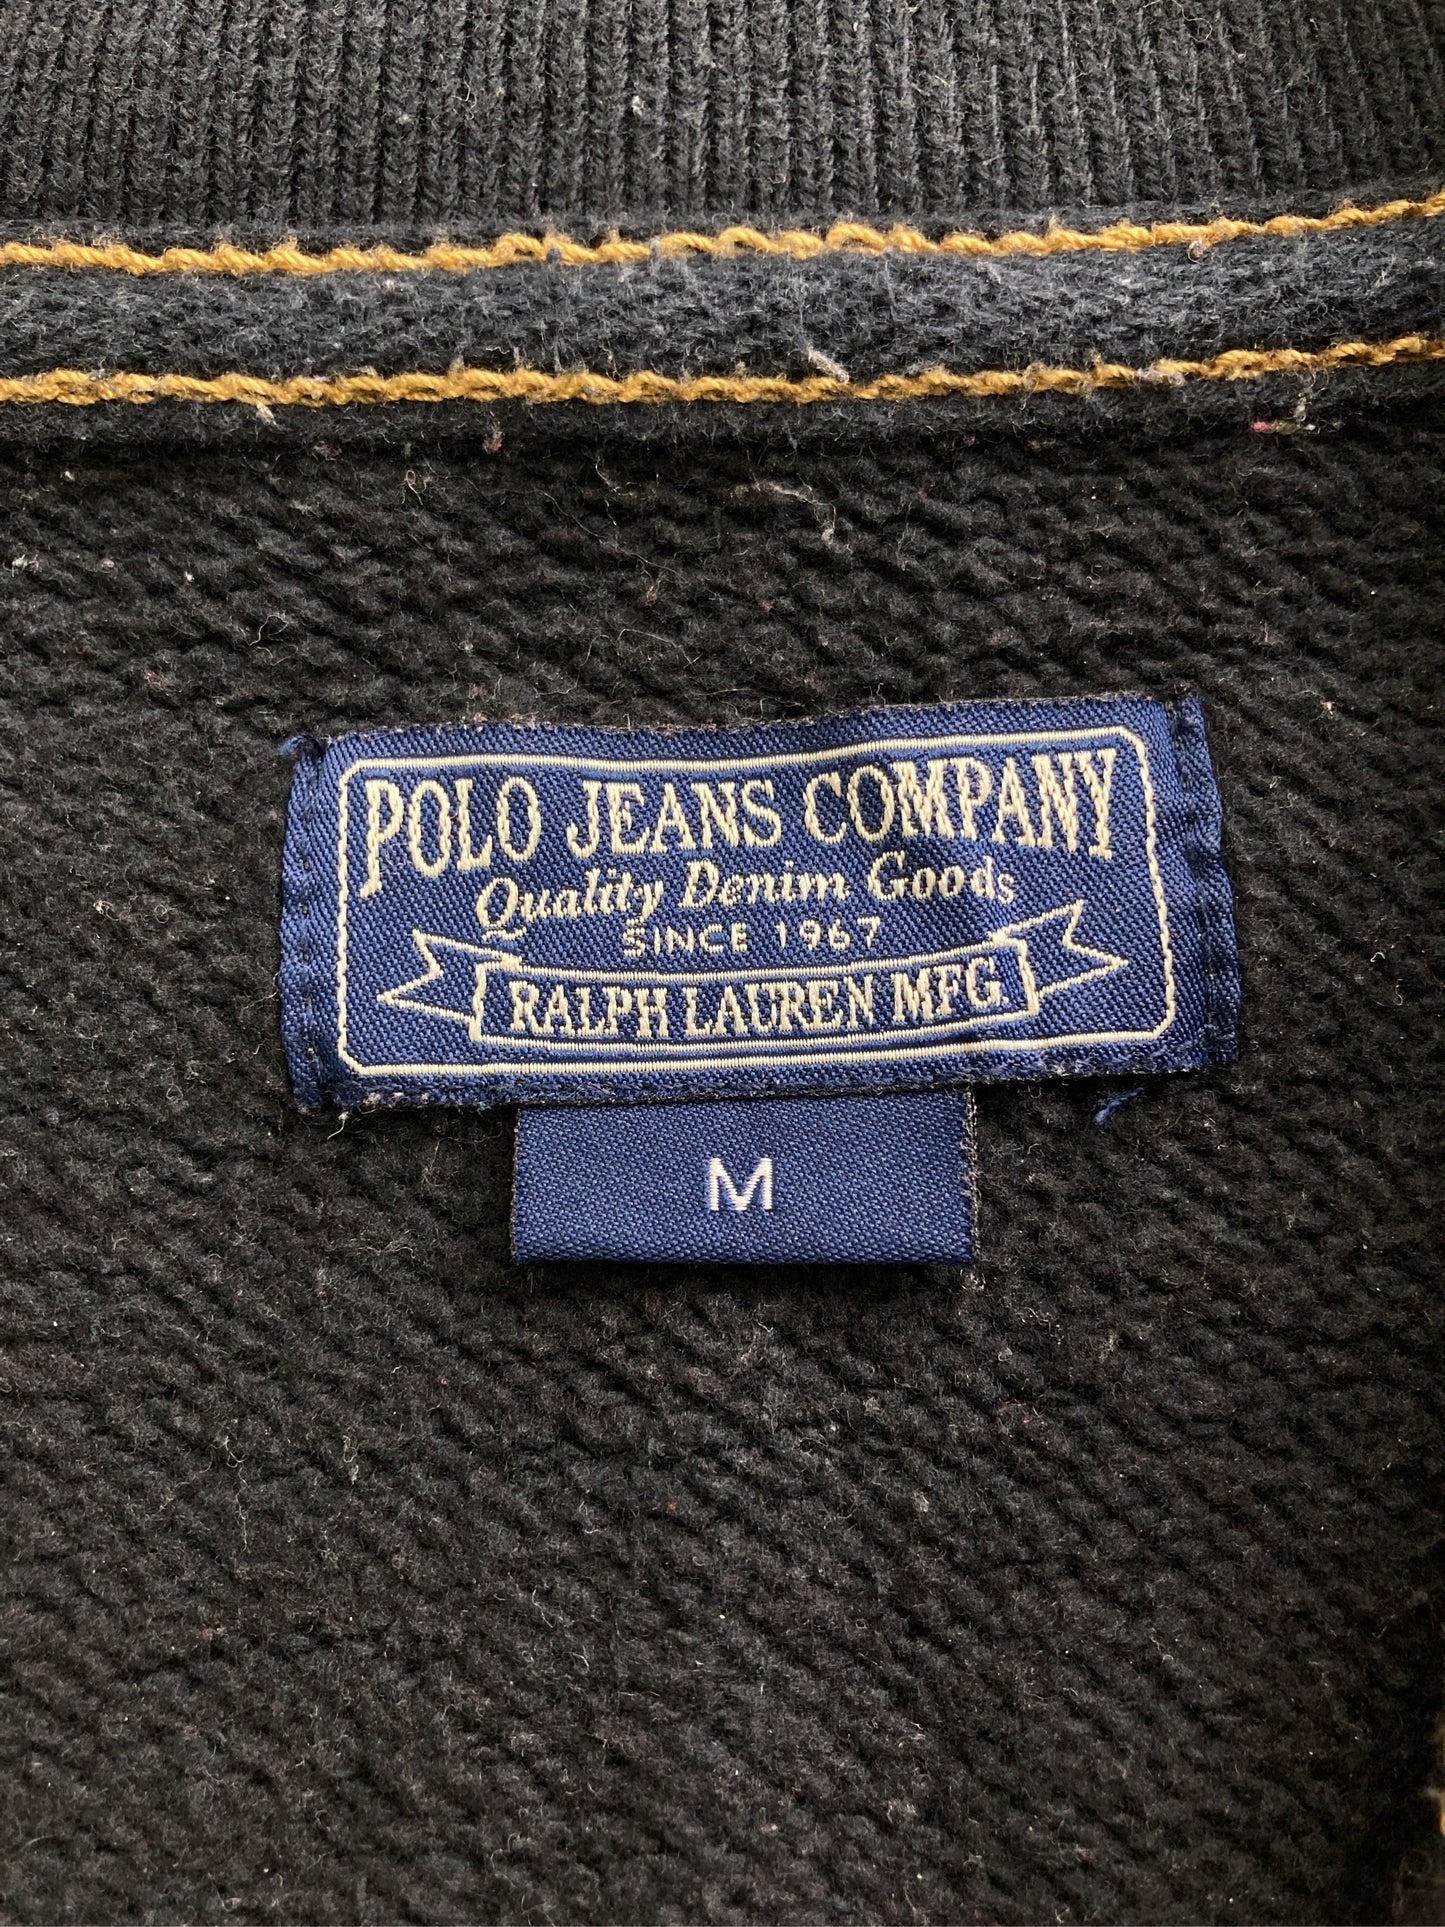 POLO JEANS COMPANY
Quality Denim Goods
SINCE 1967
RALPH LAUREN MFG.
M